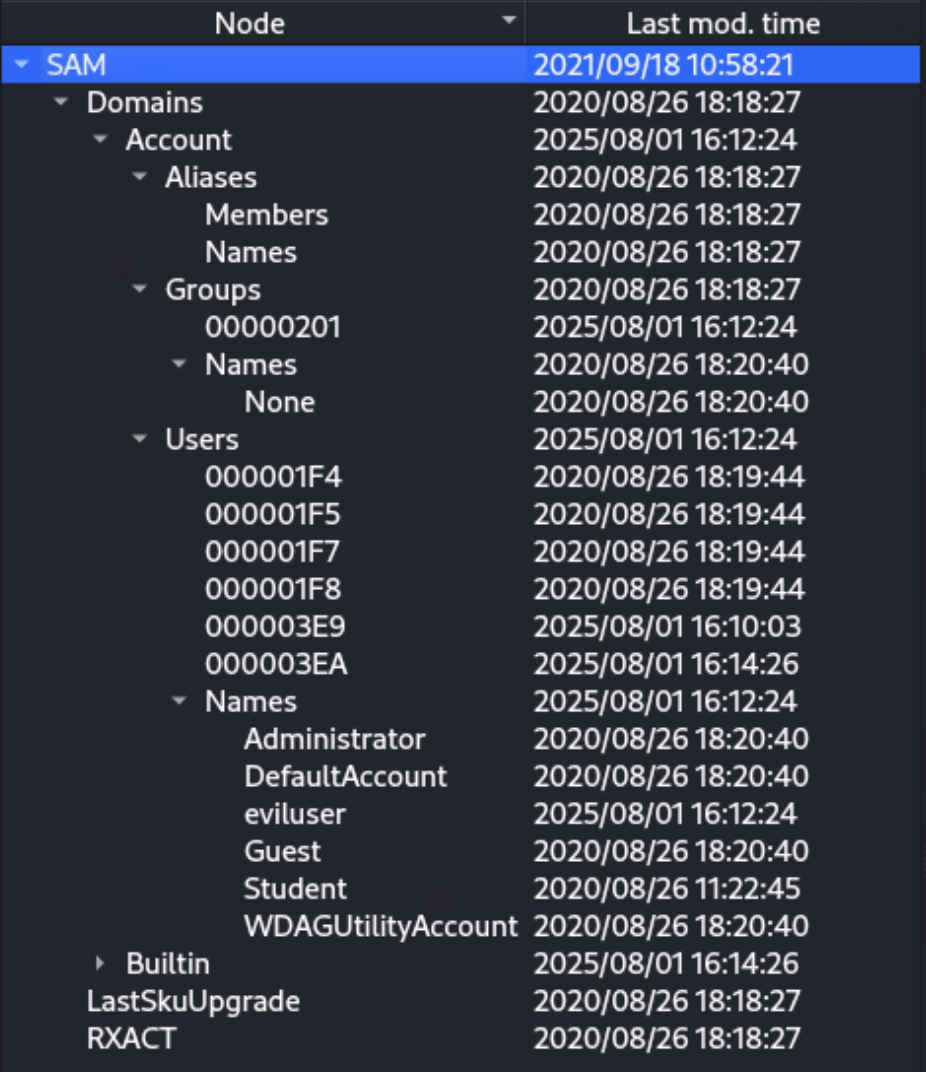 Node Last mod. time
SAM 2021/09/18 10:58:21
Domains 2020/08/26 18:18:27
Account 2025/08/01 16:12:24
Aliases 2020/08/26 18:18:27
Members 2020/08/26 18:18:27
Names 2020/08/26 18:18:27
Groups 2020/08/26 18:18:27
00000201 2025/08/01 16:12:24
Names 2020/08/26 18:20:40
None 2020/08/26 18:20:40
Users 2025/08/01 16:12:24
000001F4 2020/08/26 18:19:44
000001F5 2020/08/26 18:19:44
000001F7 2020/08/26 18:19:44
000001F8 2020/08/26 18:19:44
000003E9 2025/08/01 16:10:03
000003EA 2025/08/01 16:14:26
Names 2025/08/01 16:12:24
Administrator 2020/08/26 18:20:40
DefaultAccount 2020/08/26 18:20:40
eviluser 2025/08/01 16:12:24
Guest 2020/08/26 18:20:40
Student 2020/08/26 11:22:45
WDAGUtilityAccount 2020/08/26 18:20:40
Builtin 2025/08/01 16:14:26
LastSkuUpgrade 2020/08/26 18:18:27
RXACT 2020/08/26 18:18:27